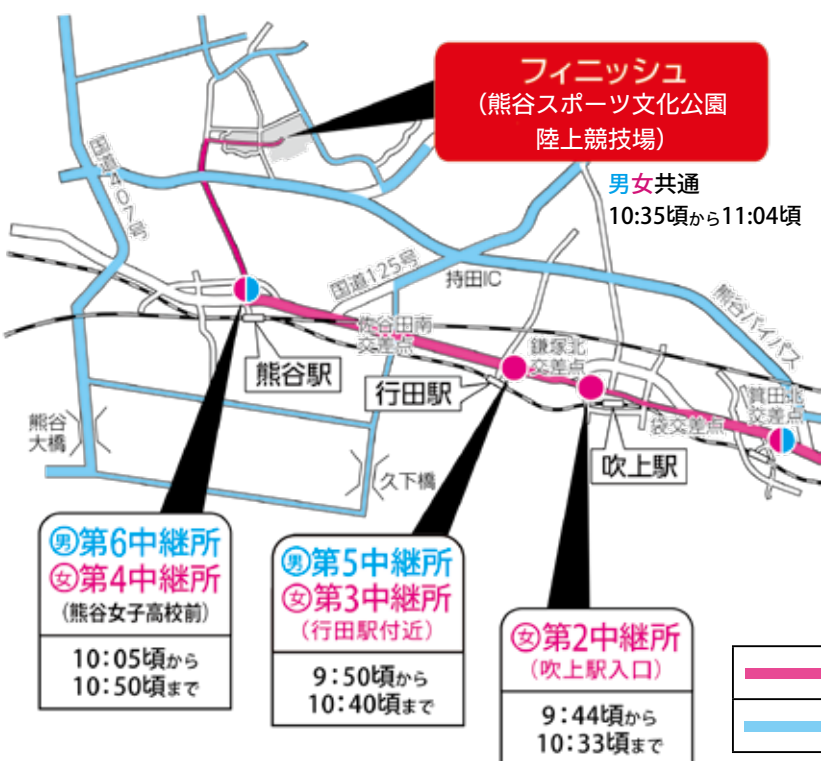 フィニッシュ
(熊谷スポーツ文化公園
陸上競技場)
男女共通
10:35頃から11:04頃
国道407号
国道125号
持田IC
熊谷バイパス
佐谷田南
交差点
鎌塚北
交差点
箕田北
交差点
袋交差点
熊谷駅
行田駅
吹上駅
熊谷
大橋
久下橋
男第6中継所
女第4中継所
(熊谷女子高校前)
10:05頃から
10:50頃まで
男第5中継所
女第3中継所
(行田駅付近)
9:50頃から
10:40頃まで
女第2中継所
(吹上駅入口)
9:44頃から
10:33頃まで